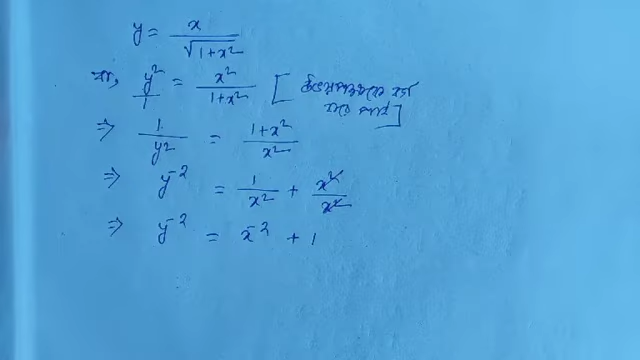 y = x / √(1+x²)
বা, y²/1 = x²/(1+x²) [
⇒ 1/y² = (1+x²)/x²
⇒ y⁻² = 1/x² + x²/x²
⇒ y⁻² = x⁻² + 1